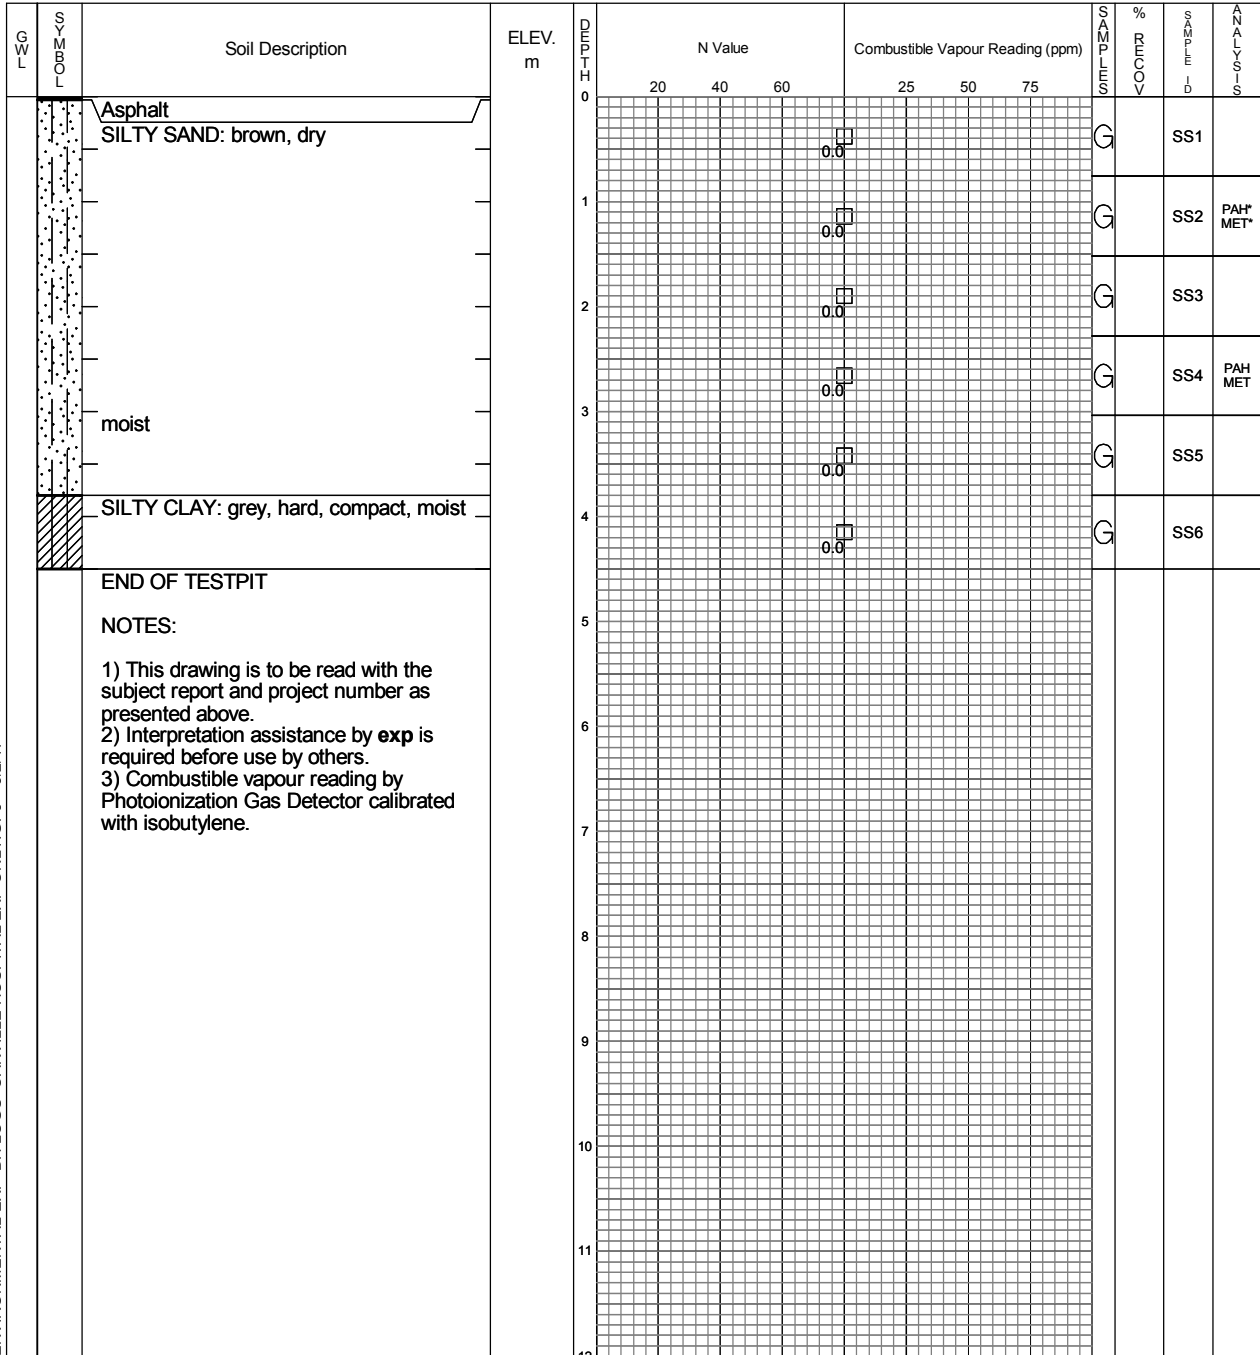 GWL
SYMBOL
Soil Description
ELEV.
m
DEPTH
N Value
Combustible Vapour Reading (ppm)
SAMPLES
% RECOV
SAMPLE ID
ANALYSIS
20 40 60
25 50 75
0
Asphalt
SILTY SAND: brown, dry
0.0
SS1
1
0.0
G SS2 PAH*
MET*
2
0.0
G SS3
0.0
G SS4 PAH
MET
3
moist
0.0
G SS5
SILTY CLAY: grey, hard, compact, moist
4
0.0
G SS6
END OF TESTPIT
NOTES:
5
1) This drawing is to be read with the
subject report and project number as
presented above.
2) Interpretation assistance by exp is
required before use by others.
3) Combustible vapour reading by
Photoionization Gas Detector calibrated
with isobutylene.
6
7
8
9
10
11